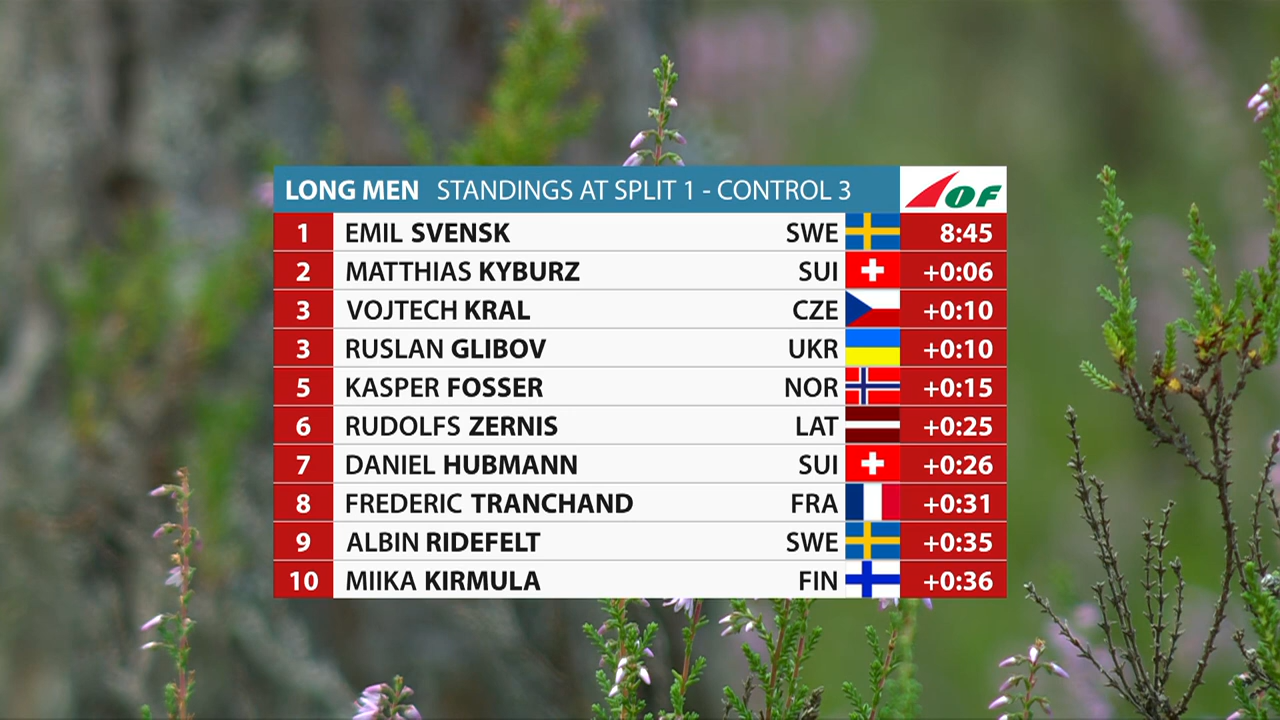 LONG MEN STANDINGS AT SPLIT 1 - CONTROL 3 IOF
1 EMIL SVENSK SWE 8:45
2 MATTHIAS KYBURZ SUI +0:06
3 VOJTECH KRAL CZE +0:10
3 RUSLAN GLIBOV UKR +0:10
5 KASPER FOSSER NOR +0:15
6 RUDOLFS ZERNIS LAT +0:25
7 DANIEL HUBMANN SUI +0:26
8 FREDERIC TRANCHAND FRA +0:31
9 ALBIN RIDEFELT SWE +0:35
10 MIIKA KIRMULA FIN +0:36